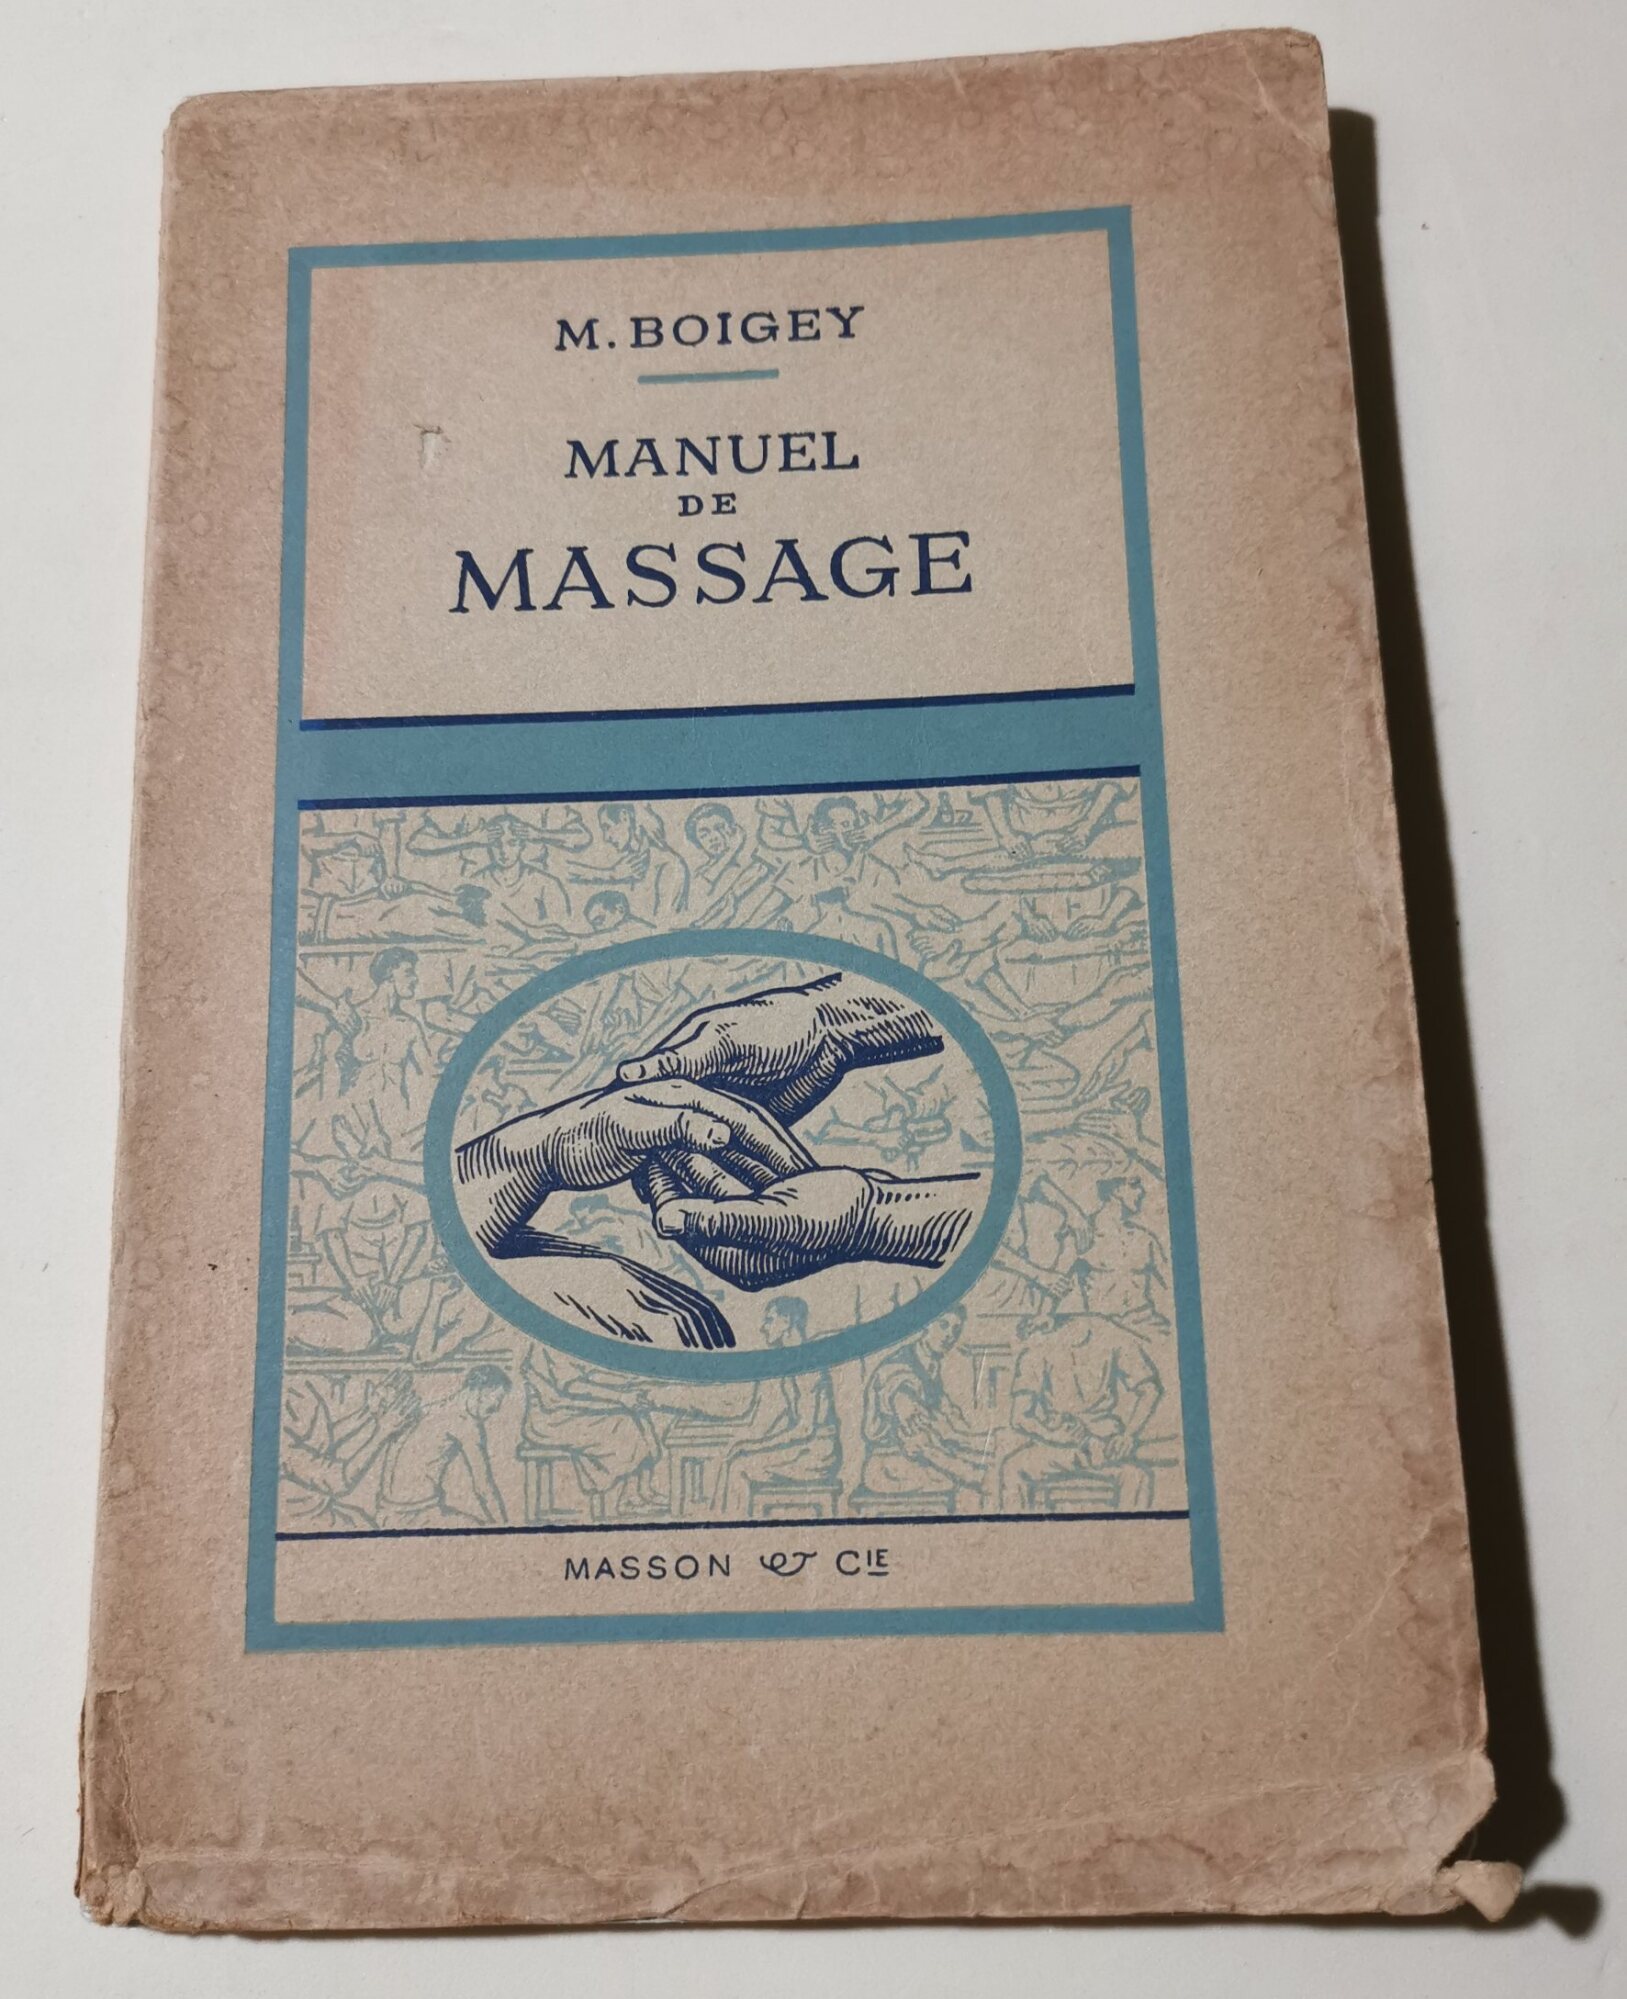 M. BOIGEY
MANUEL
DE
MASSAGE
MASSON & CIE